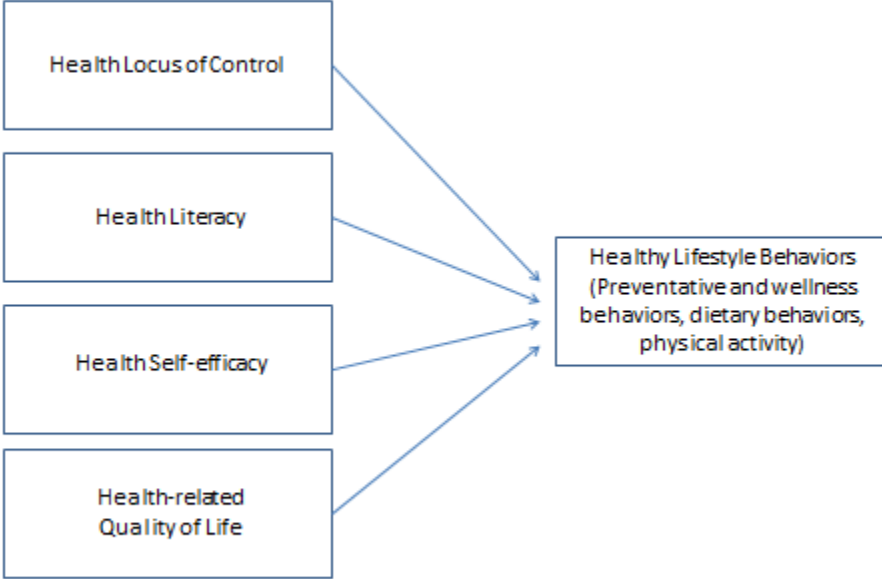 Health Locus of Control
Health Literacy
Health Self-efficacy
Health-related
Quality of Life
Healthy Lifestyle Behaviors
(Preventative and wellness
behaviors, dietary behaviors,
physical activity)